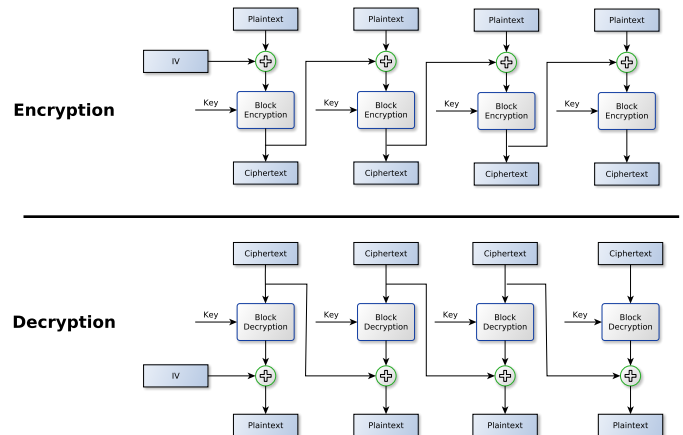 Plaintext Plaintext Plaintext Plaintext
IV
Encryption
Key Block Encryption Key Block Encryption Key Block Encryption Key Block Encryption
Ciphertext Ciphertext Ciphertext Ciphertext
Ciphertext Ciphertext Ciphertext Ciphertext
Decryption
Key Block Decryption Key Block Decryption Key Block Decryption Key Block Decryption
IV
Plaintext Plaintext Plaintext Plaintext